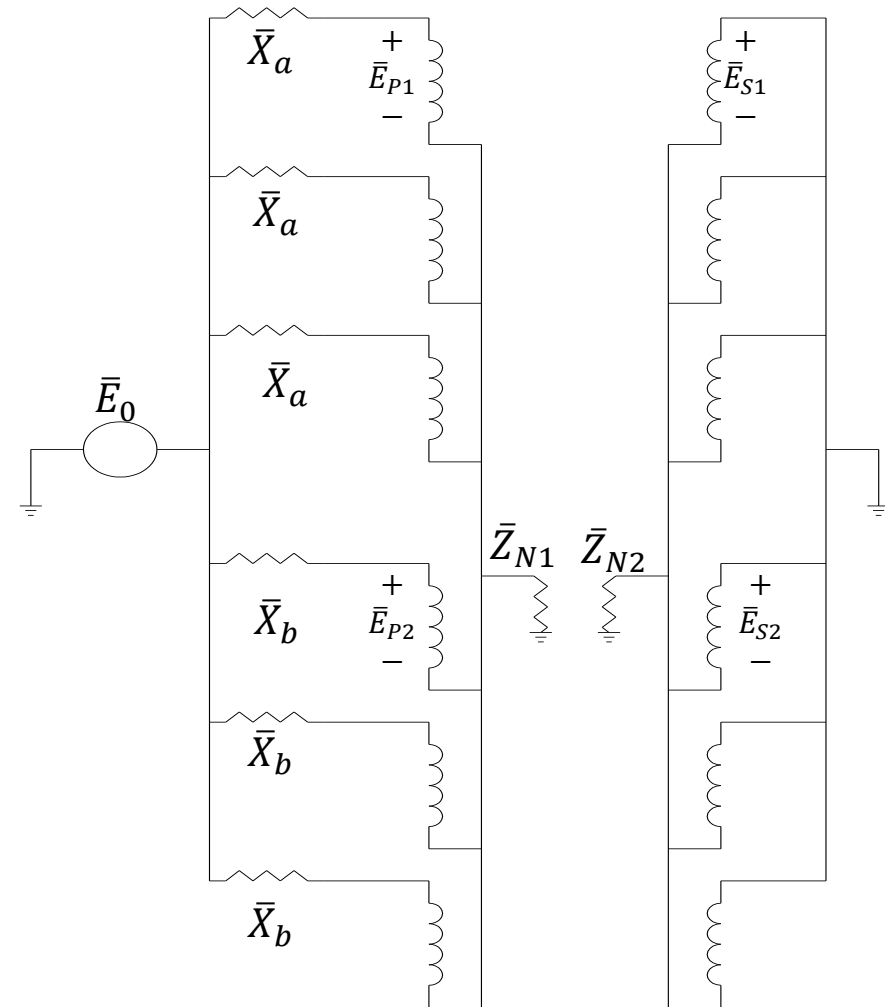 X̄a
+
ĒP1
−
+
ĒS1
−
X̄a
X̄a
Ē0
Z̄N1
Z̄N2
X̄b
+
ĒP2
−
+
ĒS2
−
X̄b
X̄b